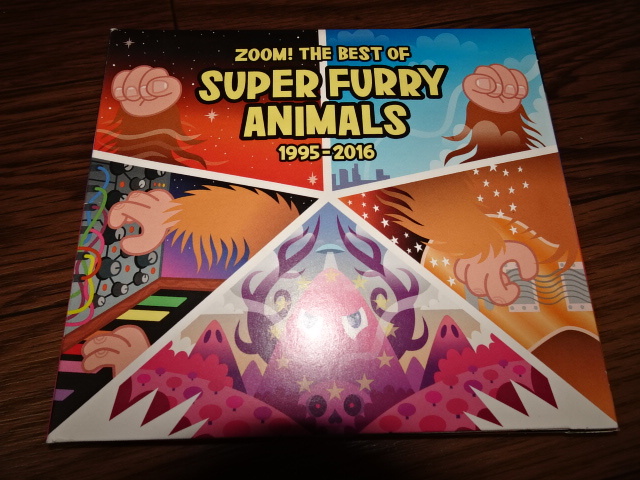 ZOOM! THE BEST OF
SUPER FURRY
ANIMALS
1995-2016